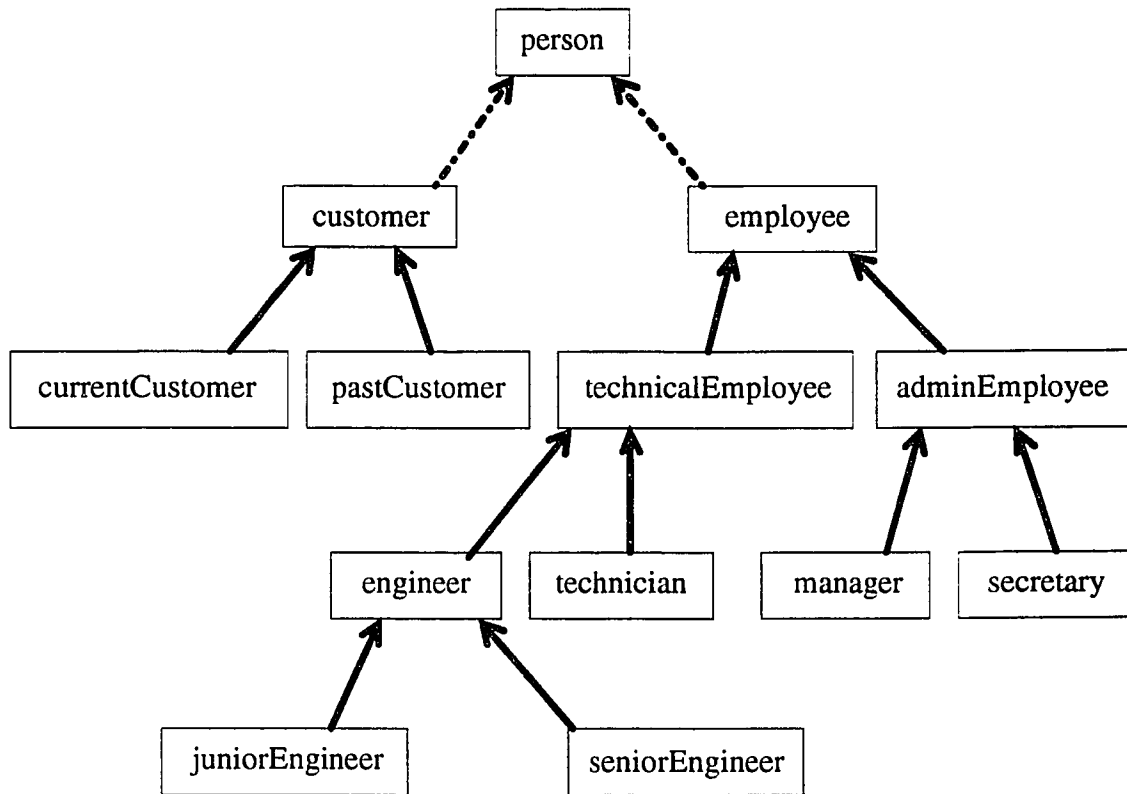 person
customer
employee
currentCustomer
pastCustomer
technicalEmployee
adminEmployee
engineer
technician
manager
secretary
juniorEngineer
seniorEngineer